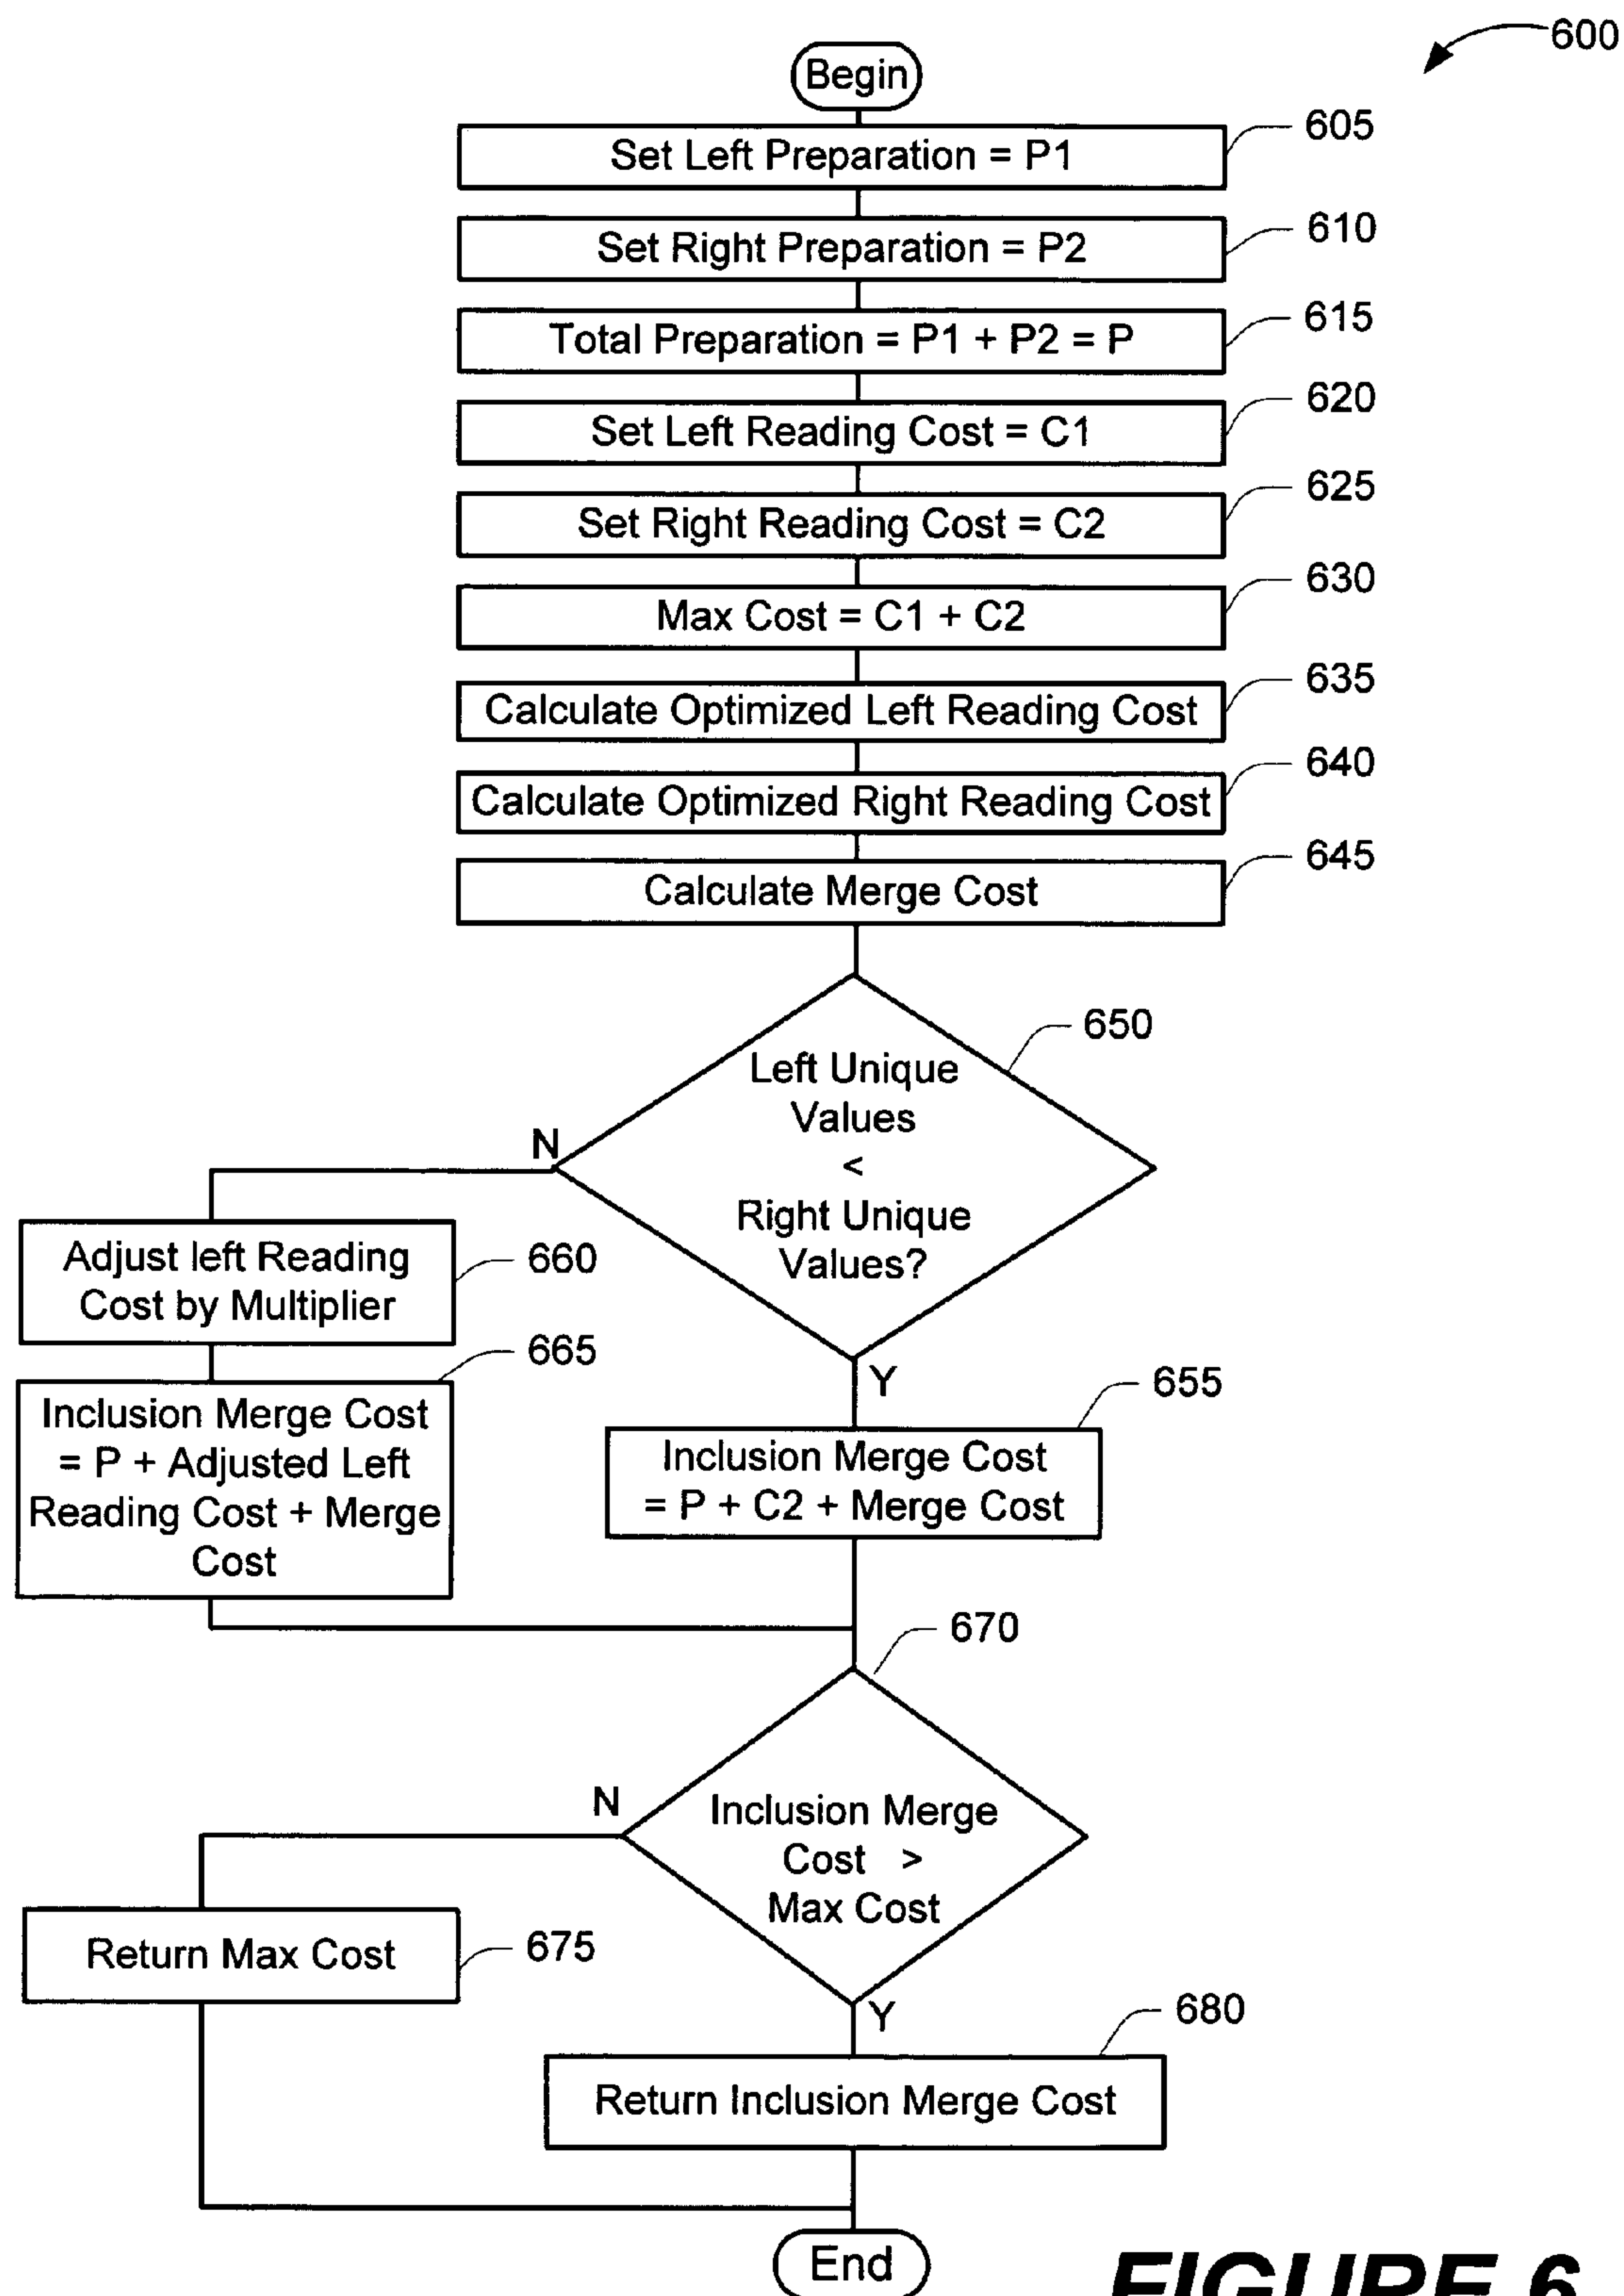 600
Begin
Set Left Preparation = P1
605
Set Right Preparation = P2
610
Total Preparation = P1 + P2 = P
615
Set Left Reading Cost = C1
620
Set Right Reading Cost = C2
625
Max Cost = C1 + C2
630
Calculate Optimized Left Reading Cost
635
Calculate Optimized Right Reading Cost
640
Calculate Merge Cost
645
650
Left Unique
Values
<
Right Unique
Values?
N
Y
Adjust left Reading
Cost by Multiplier
660
665
Inclusion Merge Cost
= P + Adjusted Left
Reading Cost + Merge
Cost
655
Inclusion Merge Cost
= P + C2 + Merge Cost
670
Inclusion Merge
Cost >
Max Cost
N
Y
Return Max Cost
675
680
Return Inclusion Merge Cost
End
FIGURE 6